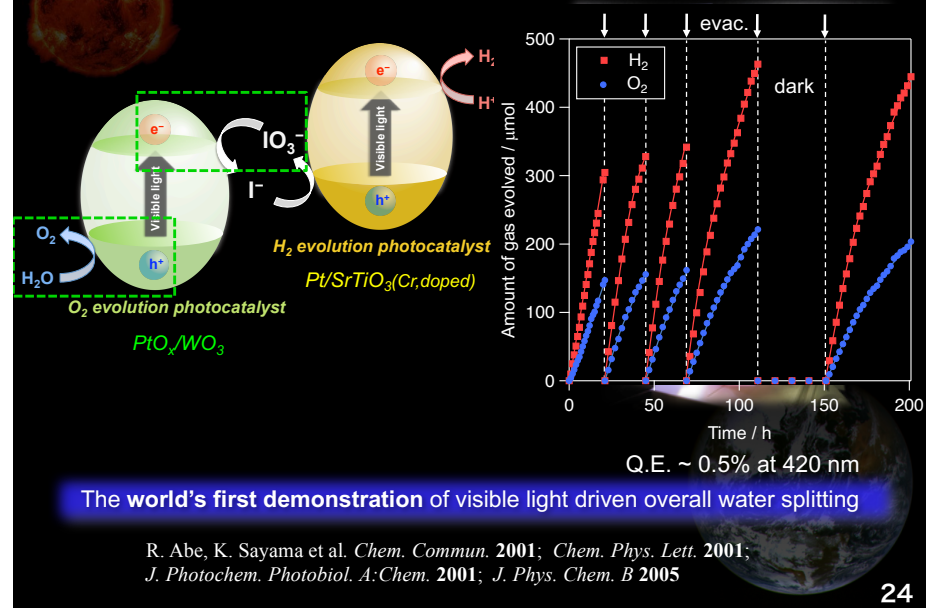 evac.
H₂
O₂
dark
Amount of gas evolved / μmol
500
400
300
200
100
0
0
50
100
150
200
Time / h
e⁻
Visible light
h⁺
O₂
H₂O
O₂ evolution photocatalyst
PtOₓ/WO₃
IO₃⁻
I⁻
H₂
H⁺
e⁻
Visible light
h⁺
H₂ evolution photocatalyst
Pt/SrTiO₃(Cr,doped)
Q.E. ~ 0.5% at 420 nm
The world's first demonstration of visible light driven overall water splitting
R. Abe, K. Sayama et al. Chem. Commun. 2001; Chem. Phys. Lett. 2001;
J. Photochem. Photobiol. A:Chem. 2001; J. Phys. Chem. B 2005
24